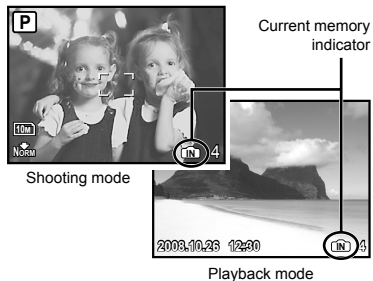 P
Current memory
indicator
10M
NORM
IN 4
Shooting mode
2008.10.26 12:30 IN 4
Playback mode